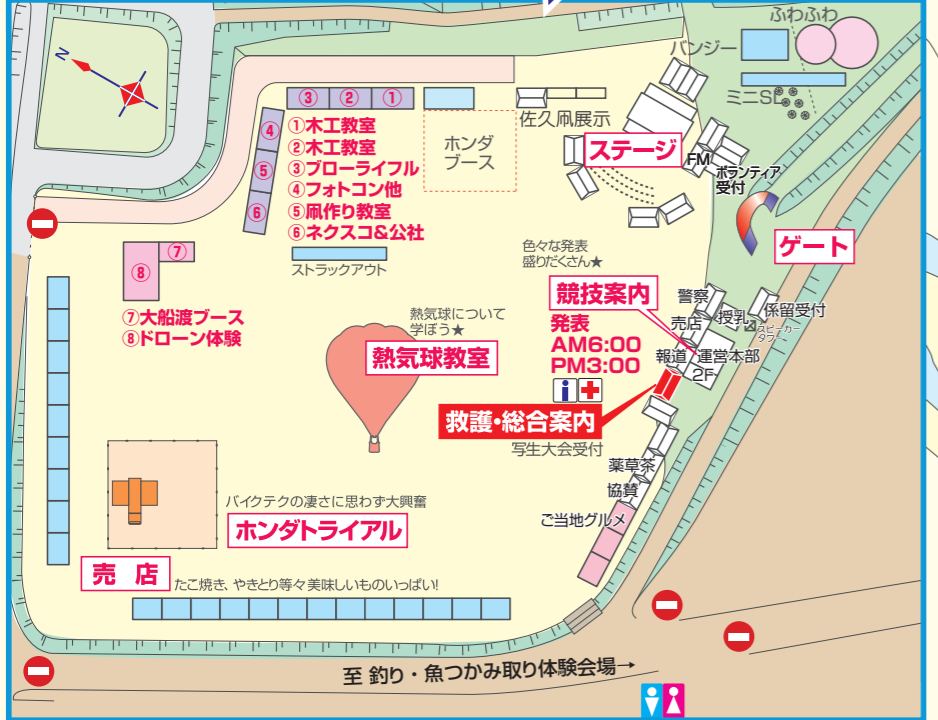 N
ふわふわ
バンジー
ミニSL
③ ② ①
④
⑤
⑥
①木工教室
②木工教室
③ブローライフル
④フォトコン他
⑤凧作り教室
⑥ネクスコ&公社
ホンダ
ブース
佐久凧展示
ステージ
FM
ボランティア
受付
ゲート
ストラックアウト
⑦
⑧
⑦大船渡ブース
⑧ドローン体験
色々な発表
盛りだくさん★
競技案内
発表
AM6:00
PM3:00
警察
売店
授乳
係留受付
スピーカー
タワー
報道
運営本部
2F
熱気球について
学ぼう★
熱気球教室
i
救護・総合案内
写生大会受付
薬草茶
協賛
ご当地グルメ
バイクテクの凄さに思わず大興奮
ホンダトライアル
売 店
たこ焼き、やきとり等々美味しいものいっぱい!
至 釣り・魚つかみ取り体験会場→